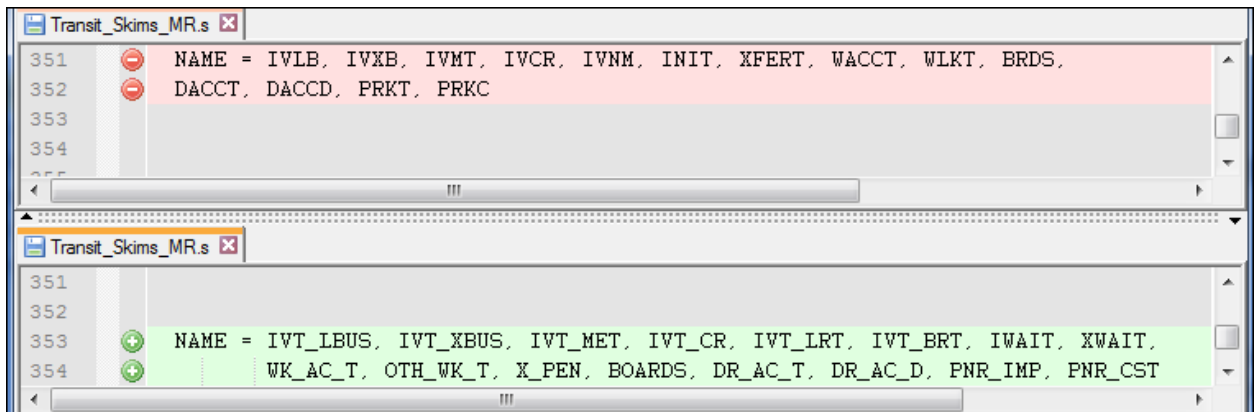 Transit_Skims_MR.s
351 NAME = IVLB, IVXB, IVMT, IVCR, IVNM, INIT, XFERT, WACCT, WLKT, BRDS,
352 DACCT, DACCD, PRKT, PRKC
353
354
Transit_Skims_MR.s
351
352
353 NAME = IVT_LBUS, IVT_XBUS, IVT_MET, IVT_CR, IVT_LRT, IVT_BRT, IWAIT, XWAIT,
354 WK_AC_T, OTH_WK_T, X_PEN, BOARDS, DR_AC_T, DR_AC_D, PNR_IMP, PNR_CST